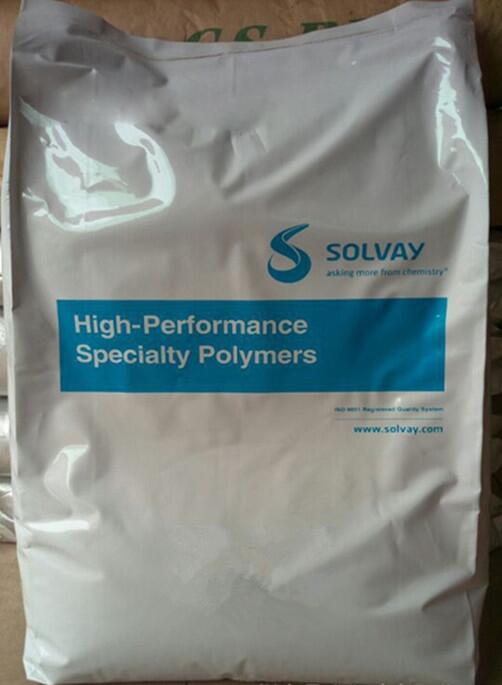 SOLVAY
asking more from chemistry®
High-Performance
Specialty Polymers
ISO 9001 Registered Quality System
www.solvay.com